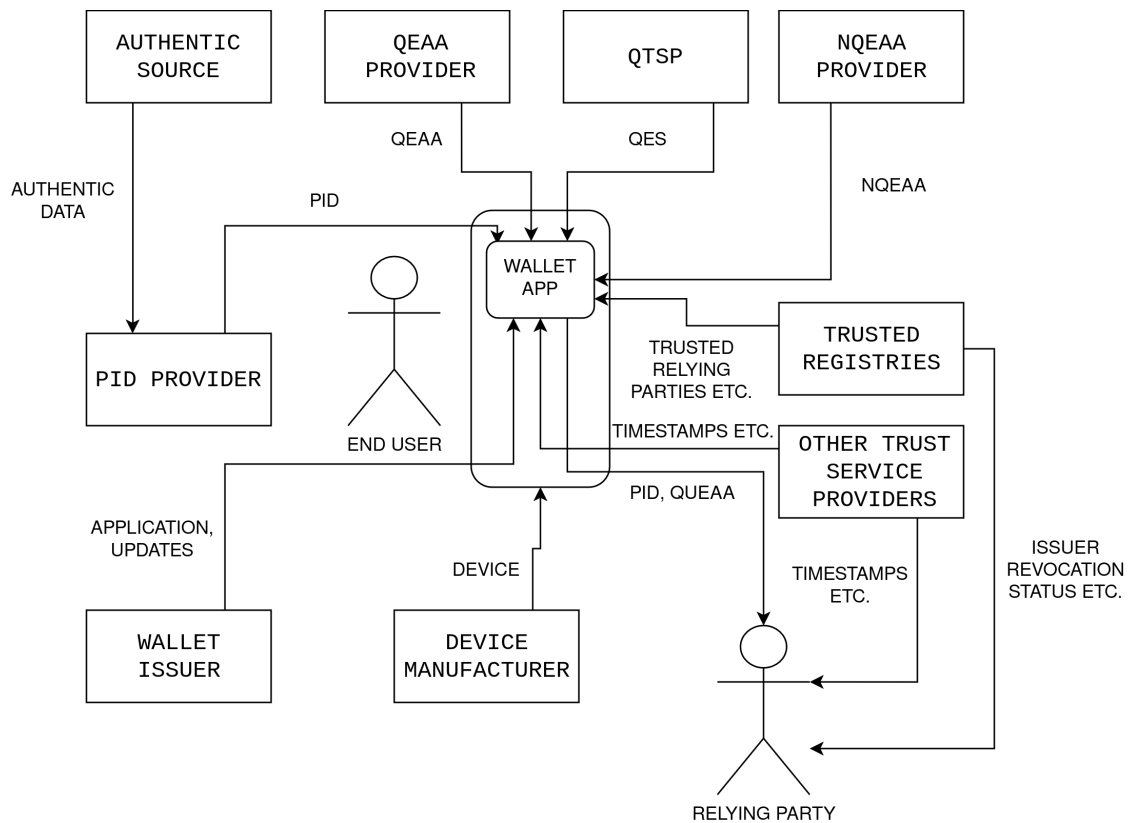 AUTHENTIC
SOURCE
QEAA
PROVIDER
QTSP
NQEAA
PROVIDER
QEAA
QES
AUTHENTIC
DATA
NQEAA
PID
WALLET
APP
TRUSTED
REGISTRIES
TRUSTED
RELYING
PARTIES ETC.
PID PROVIDER
END USER
TIMESTAMPS ETC.
OTHER TRUST
SERVICE
PROVIDERS
PID, QUEAA
APPLICATION,
UPDATES
DEVICE
TIMESTAMPS
ETC.
ISSUER
REVOCATION
STATUS ETC.
WALLET
ISSUER
DEVICE
MANUFACTURER
RELYING PARTY